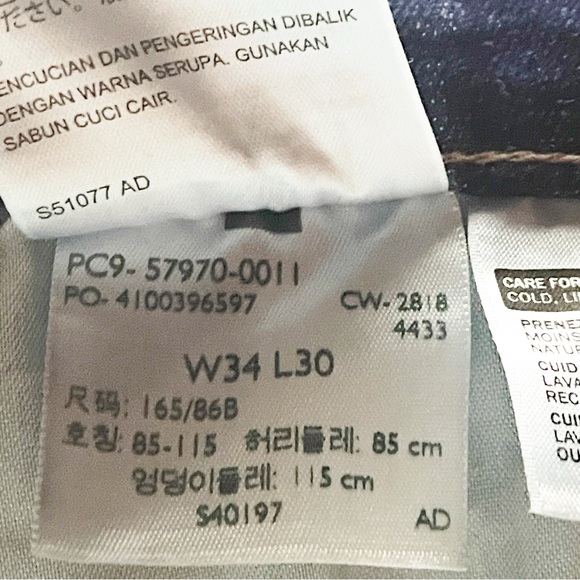 ださい。
ENCUCIAN DAN PENGERINGAN DIBALIK
DENGAN WARNA SERUPA. GUNAKAN
SABUN CUCI CAIR.
S51077 AD
PC9- 57970-0011
PO- 4100396597 CW- 2818
4433
W34 L30
尺码: 165/86B
호칭: 85-115 허리둘레: 85 cm
엉덩이둘레: 115 cm
S40197 AD
CARE FOR
COLD, LI
PRENE
MOINS
NATUR
CUID
LAVA
REC
CUI
LAV
OU